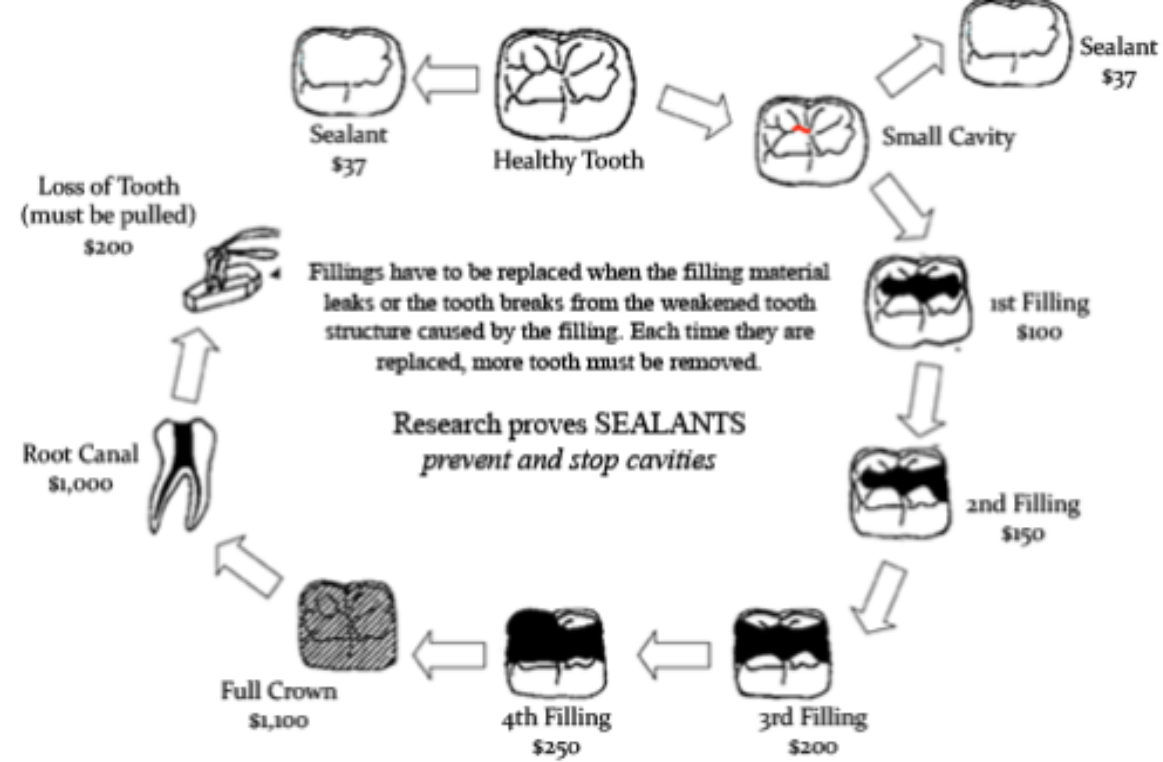 Sealant
$37
Healthy Tooth
Small Cavity
Sealant
$37
1st Filling
$100
2nd Filling
$150
3rd Filling
$200
4th Filling
$250
Full Crown
$1,100
Root Canal
$1,000
Loss of Tooth
(must be pulled)
$200
Fillings have to be replaced when the filling material
leaks or the tooth breaks from the weakened tooth
structure caused by the filling. Each time they are
replaced, more tooth must be removed.
Research proves SEALANTS
prevent and stop cavities